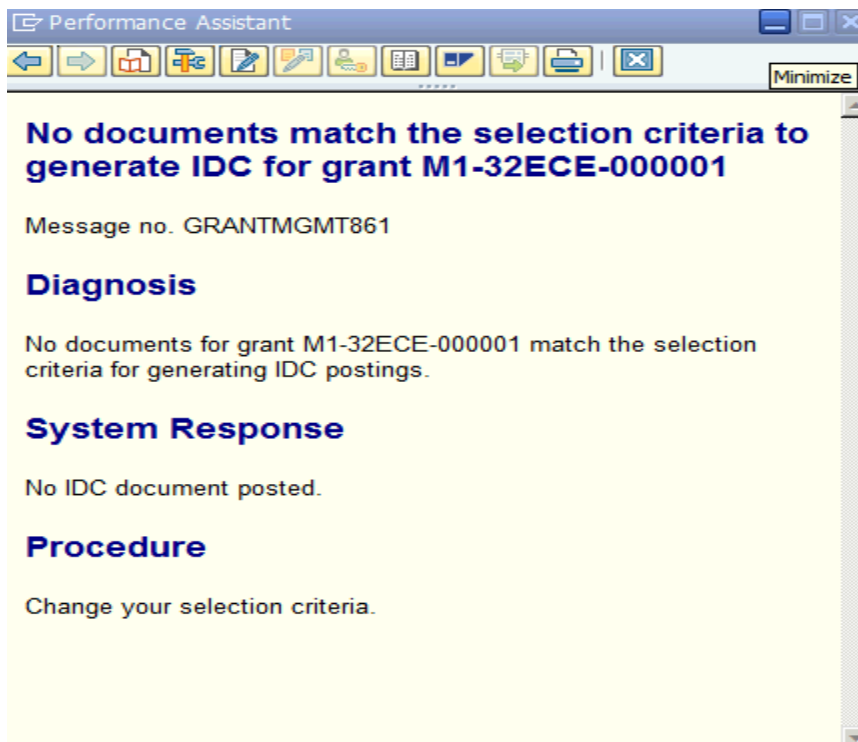 Performance Assistant
Minimize
No documents match the selection criteria to
generate IDC for grant M1-32ECE-000001
Message no. GRANTMGMT861
Diagnosis
No documents for grant M1-32ECE-000001 match the selection
criteria for generating IDC postings.
System Response
No IDC document posted.
Procedure
Change your selection criteria.